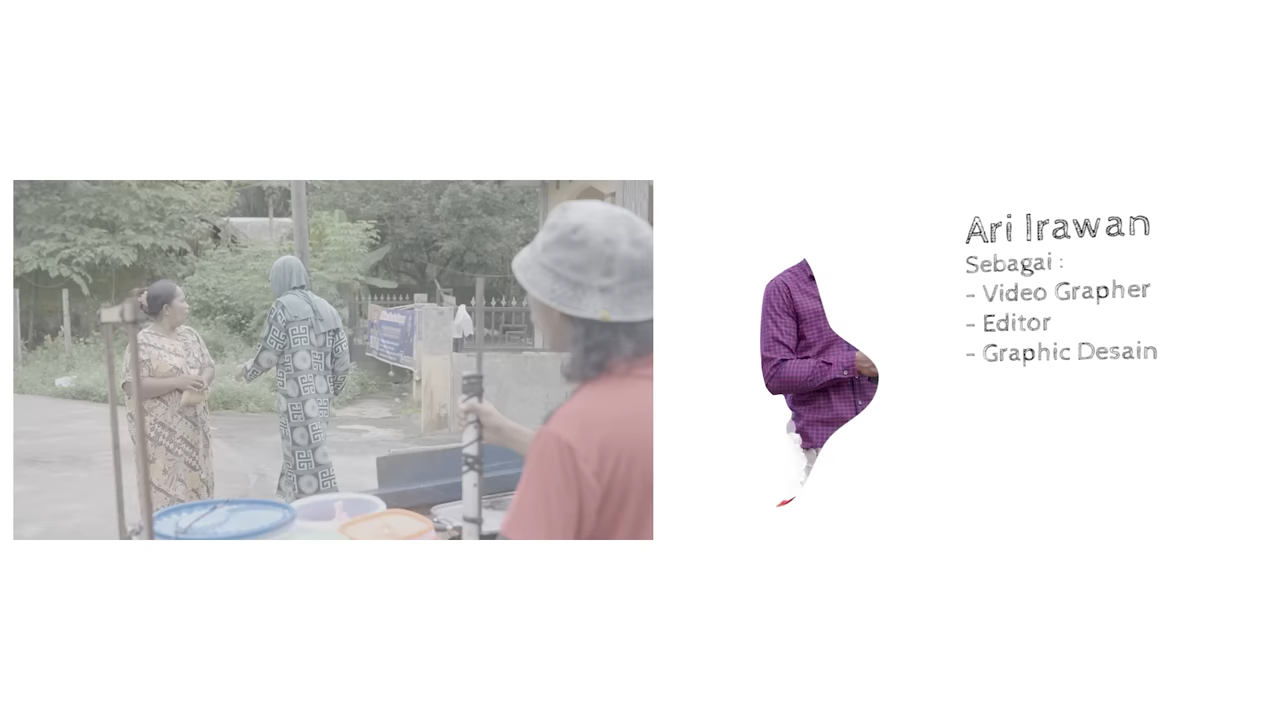 Ari Irawan
Sebagai :
- Video Grapher
- Editor
- Graphic Desain